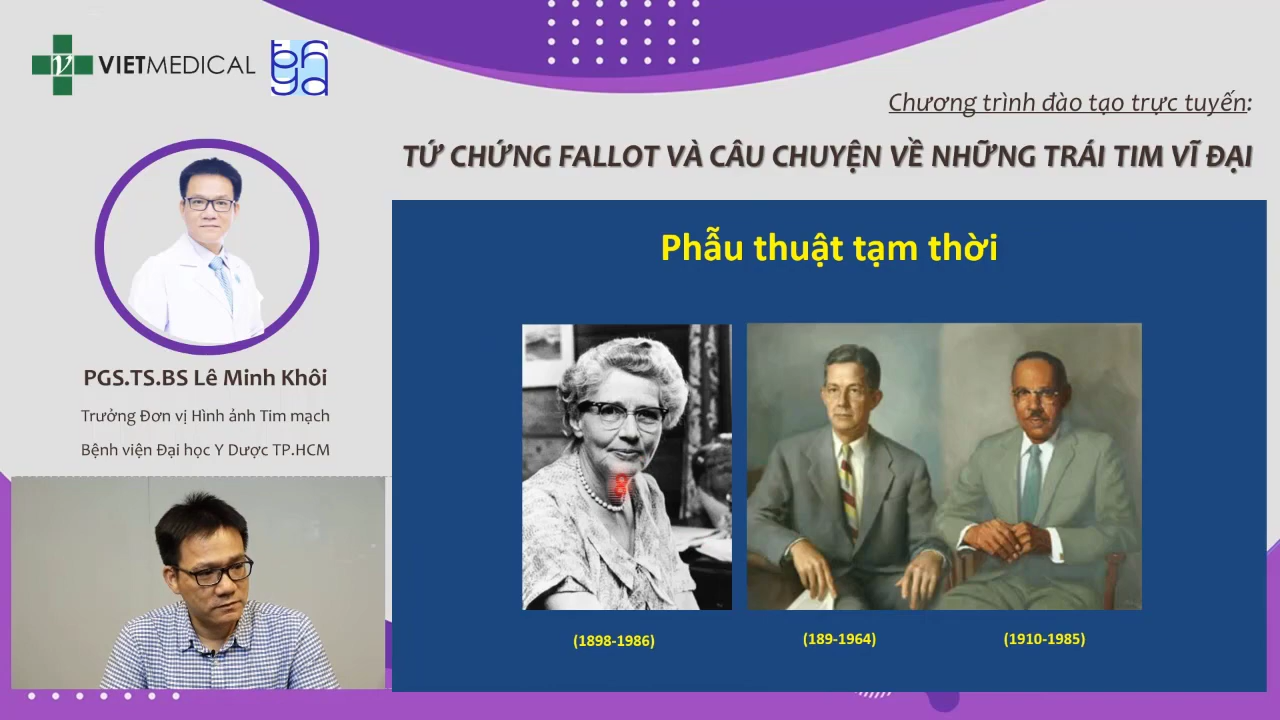 VIETMEDICAL
Chương trình đào tạo trực tuyến:
TỨ CHỨNG FALLOT VÀ CÂU CHUYỆN VỀ NHỮNG TRÁI TIM VĨ ĐẠI
PGS.TS.BS Lê Minh Khôi
Trưởng Đơn vị Hình ảnh Tim mạch
Bệnh viện Đại học Y Dược TP.HCM
Phẫu thuật tạm thời
(1898-1986)
(189-1964)
(1910-1985)